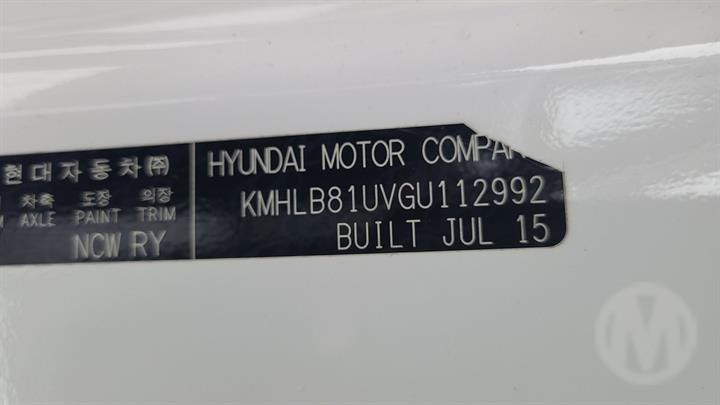 현대자동차㈜
HYUNDAI MOTOR COMPAN
차축 도장 의장
AXLE PAINT TRIM
KMHLB81UVGU112992
NCW RY
BUILT JUL 15
M